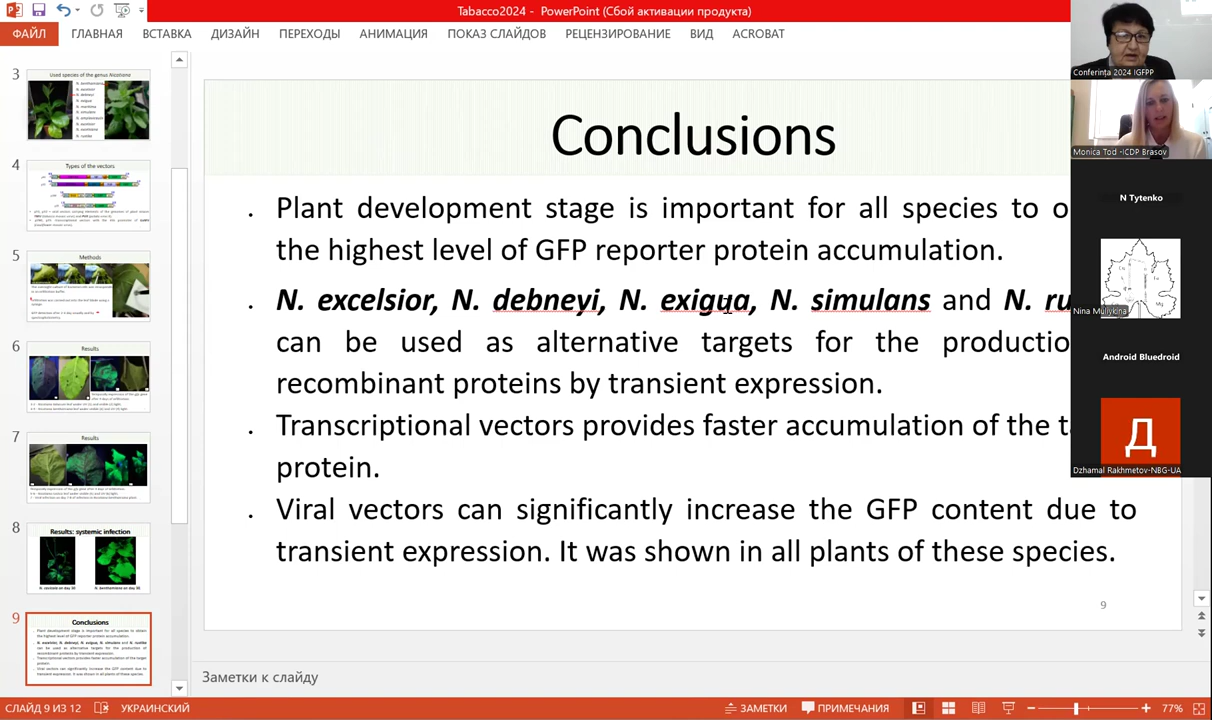 Tabacco2024 - PowerPoint (Сбой активации продукта)
ФАЙЛ ГЛАВНАЯ ВСТАВКА ДИЗАЙН ПЕРЕХОДЫ АНИМАЦИЯ ПОКАЗ СЛАЙДОВ РЕЦЕНЗИРОВАНИЕ ВИД ACROBAT
3
Used species of the genus Nicotiana
4
Types of the vectors
5
Methods
6
Results
7
Results
8
Results: systemic infection
9
Conclusions
Conclusions
Plant development stage is important for all species to o
the highest level of GFP reporter protein accumulation.
N. excelsior, N. debneyi, N. exigua, N. simulans and N. ru
can be used as alternative targets for the productio
recombinant proteins by transient expression.
Transcriptional vectors provides faster accumulation of the ta
protein.
Viral vectors can significantly increase the GFP content due to
transient expression. It was shown in all plants of these species.
9
Conferința 2024 IGFPP
Monica Tod -ICDP Brasov
N Tytenko
Nina Muliykina
Android Bluedroid
Д
Dzhamal Rakhmetov-NBG-UA
Заметки к слайду
СЛАЙД 9 ИЗ 12 УКРАИНСКИЙ ЗАМЕТКИ ПРИМЕЧАНИЯ 77%